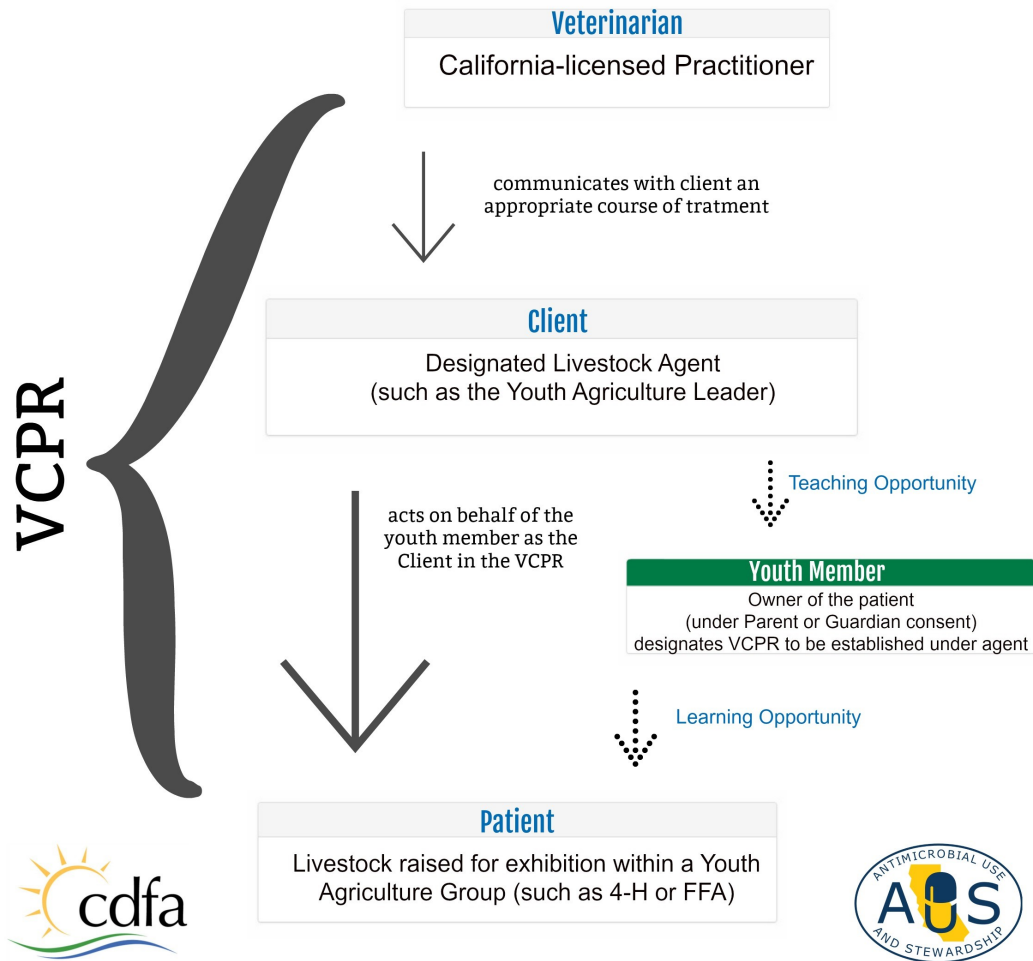 Veterinarian
California-licensed Practitioner
communicates with client an
appropriate course of tratment
Client
Designated Livestock Agent
(such as the Youth Agriculture Leader)
VCPR
Teaching Opportunity
acts on behalf of the
youth member as the
Client in the VCPR
Youth Member
Owner of the patient
(under Parent or Guardian consent)
designates VCPR to be established under agent
Learning Opportunity
Patient
Livestock raised for exhibition within a Youth
Agriculture Group (such as 4-H or FFA)
cdfa
ANTIMICROBIAL USE
AUS
AND STEWARDSHIP